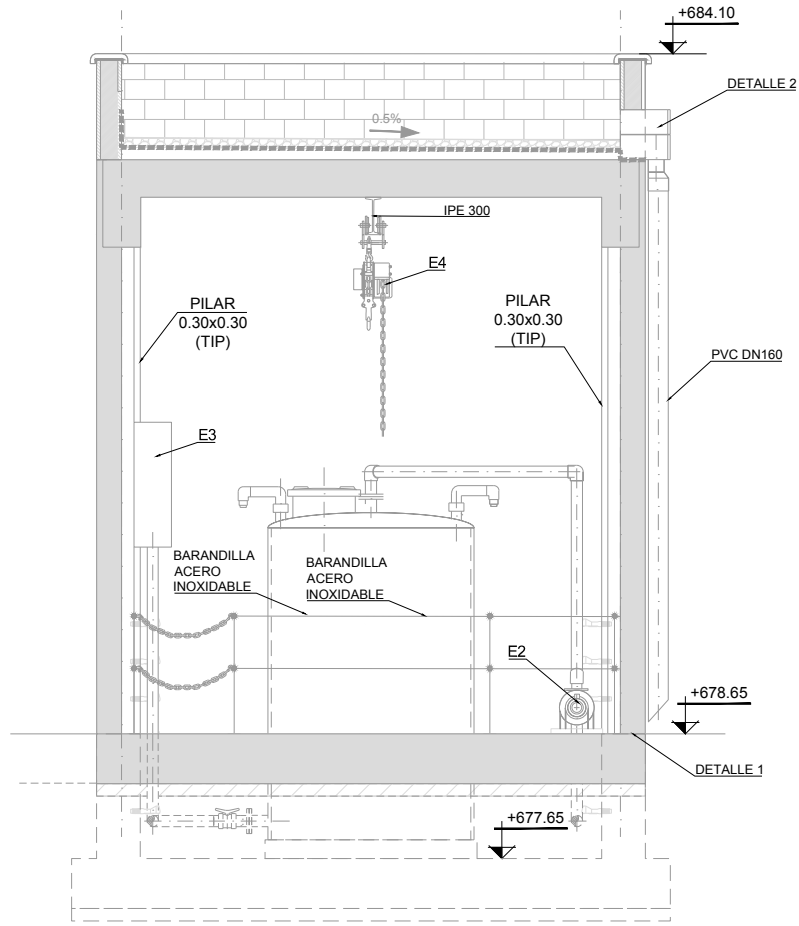 +684.10
DETALLE 2
0.5%
IPE 300
E4
PILAR
0.30x0.30
(TIP)
PILAR
0.30x0.30
(TIP)
PVC DN160
E3
BARANDILLA
ACERO
INOXIDABLE
BARANDILLA
ACERO
INOXIDABLE
E2
+678.65
DETALLE 1
+677.65